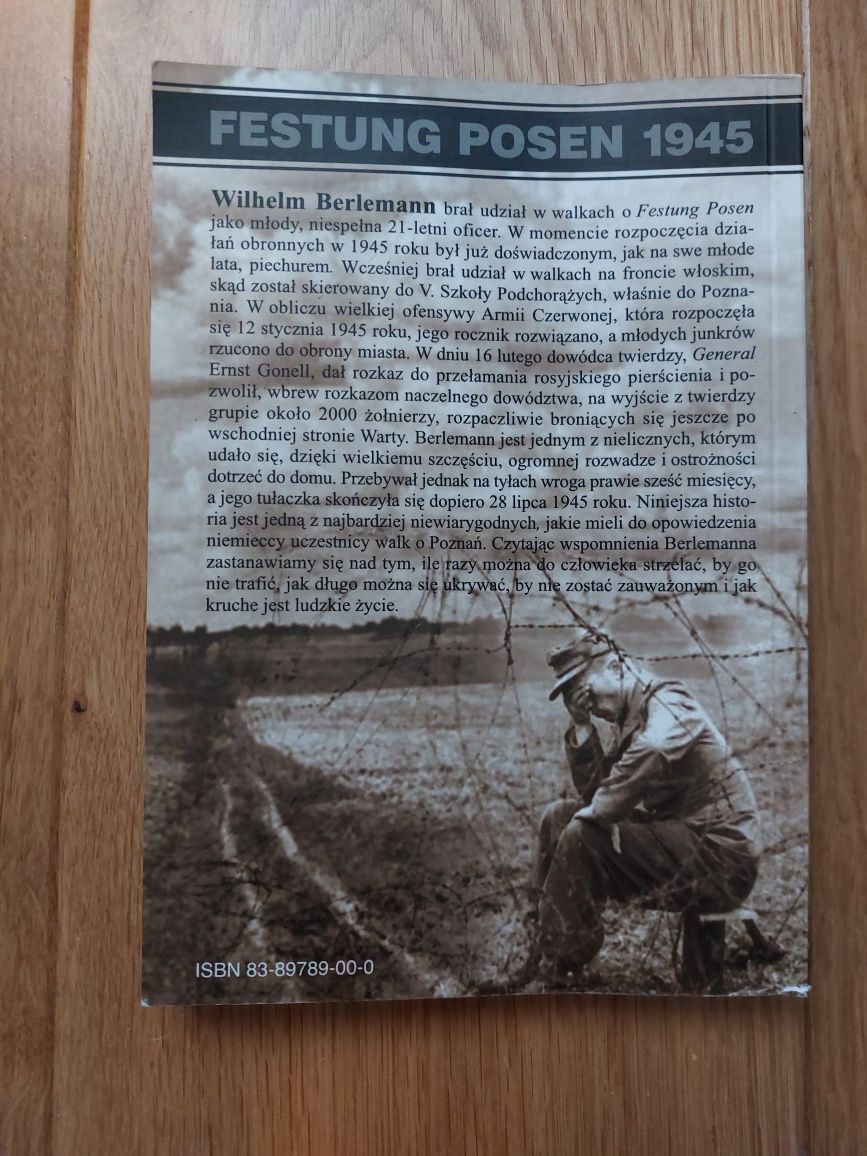 FESTUNG POSEN 1945
Wilhelm Berlemann brał udział w walkach o Festung Posen
jako młody, niespełna 21-letni oficer. W momencie rozpoczęcia dzia-
łań obronnych w 1945 roku był już doświadczonym, jak na swe młode
lata, piechurem. Wcześniej brał udział w walkach na froncie włoskim,
skąd został skierowany do V. Szkoły Podchorążych, właśnie do Pozna-
nia. W obliczu wielkiej ofensywy Armii Czerwonej, która rozpoczęła
się 12 stycznia 1945 roku, jego rocznik rozwiązano, a młodych junkrów
rzucono do obrony miasta. W dniu 16 lutego dowódca twierdzy, General
Ernst Gonell, dał rozkaz do przełamania rosyjskiego pierścienia i po-
zwolił, wbrew rozkazom naczelnego dowództwa, na wyjście z twierdzy
grupie około 2000 żołnierzy, rozpaczliwie broniących się jeszcze po
wschodniej stronie Warty. Berlemann jest jednym z nielicznych, którym
udało się, dzięki wielkiemu szczęściu, ogromnej rozwadze i ostrożności
dotrzeć do domu. Przebywał jednak na tyłach wroga prawie sześć miesięcy,
a jego tułaczka skończyła się dopiero 28 lipca 1945 roku. Niniejsza histo-
ria jest jedną z najbardziej niewiarygodnych, jakie mieli do opowiedzenia
niemieccy uczestnicy walk o Poznań. Czytając wspomnienia Berlemanna
zastanawiamy się nad tym, ile razy można do człowieka strzelać, by go
nie trafić, jak długo można się ukrywać, by nie zostać zauważonym i jak
kruche jest ludzkie życie.
ISBN 83-89789-00-0